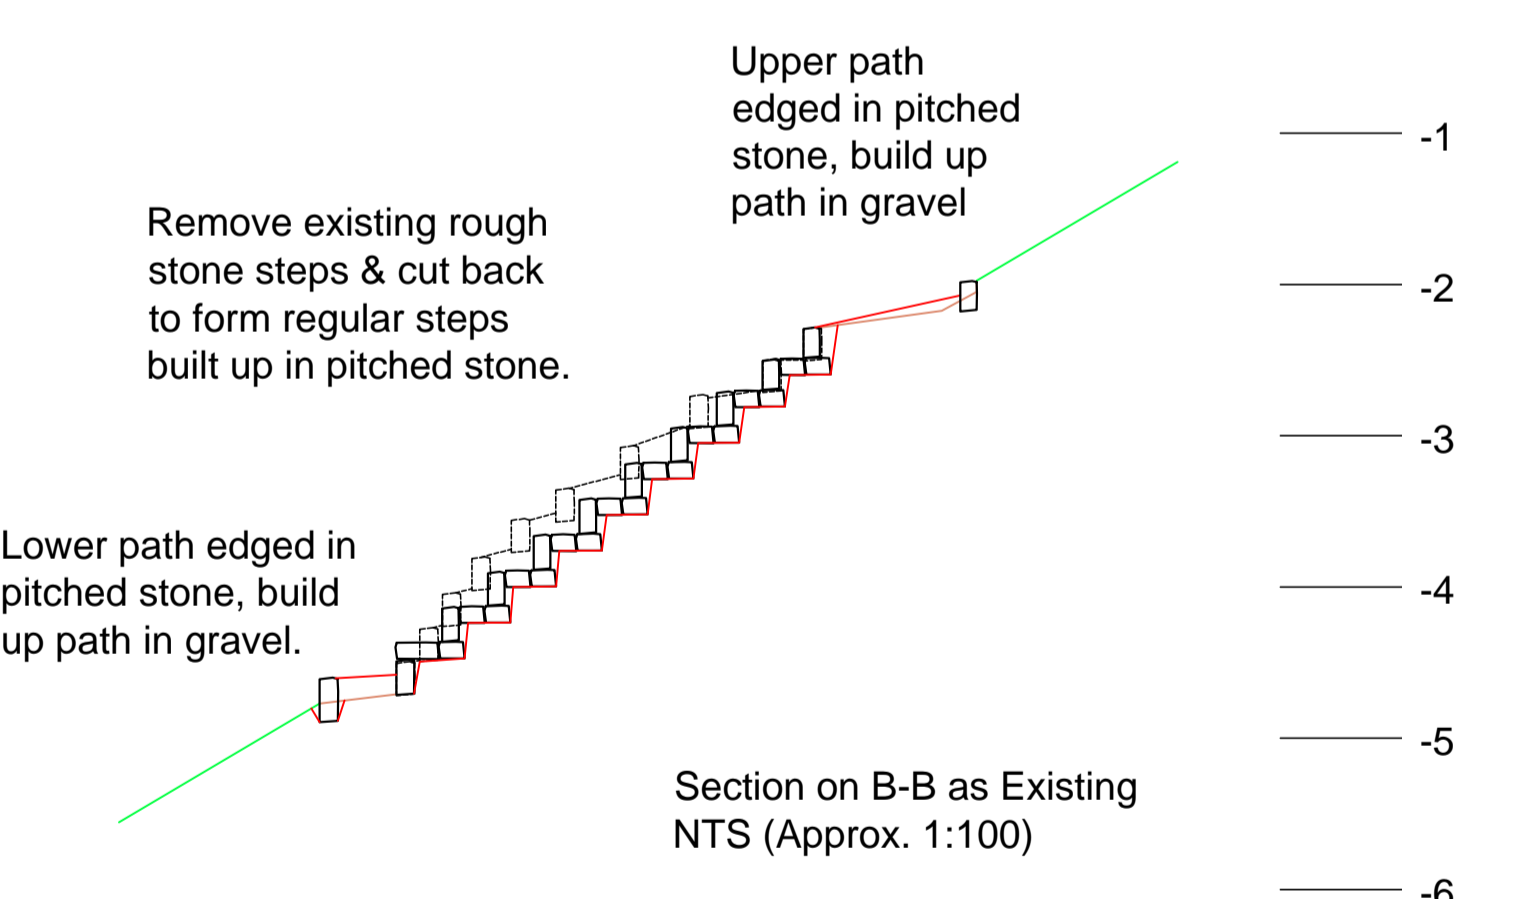 Upper path
edged in pitched
stone, build up
path in gravel
Remove existing rough
stone steps & cut back
to form regular steps
built up in pitched stone.
Lower path edged in
pitched stone, build
up path in gravel.
Section on B-B as Existing
NTS (Approx. 1:100)
-1
-2
-3
-4
-5
-6